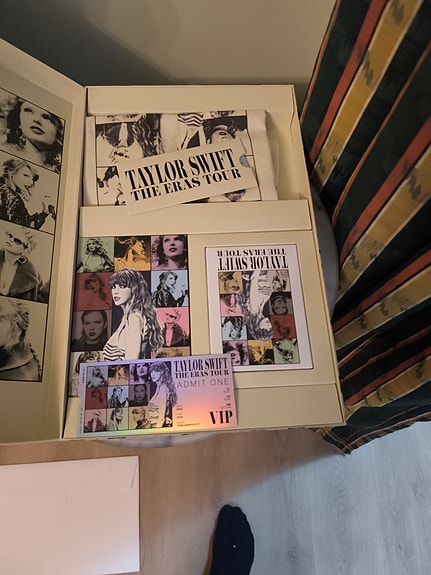 TAYLOR SWIFT
THE ERAS TOUR
TAYLOR SWIFT
THE ERAS TOUR
TAYLOR SWIFT
THE ERAS TOUR
ADMIT ONE
VIP